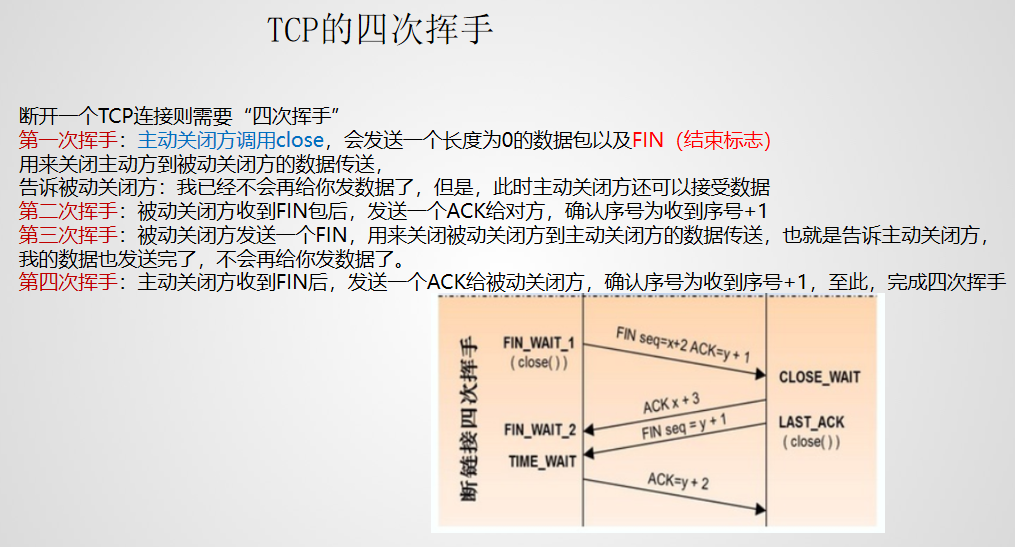 TCP的四次挥手
断开一个TCP连接则需要“四次挥手”
第一次挥手：主动关闭方调用close，会发送一个长度为0的数据包以及FIN（结束标志）
用来关闭主动方到被动关闭方的数据传送，
告诉被动关闭方：我已经不会再给你发数据了，但是，此时主动关闭方还可以接受数据
第二次挥手：被动关闭方收到FIN包后，发送一个ACK给对方，确认序号为收到序号+1
第三次挥手：被动关闭方发送一个FIN，用来关闭被动关闭方到主动关闭方的数据传送，也就是告诉主动关闭方，
我的数据也发送完了，不会再给你发数据了。
第四次挥手：主动关闭方收到FIN后，发送一个ACK给被动关闭方，确认序号为收到序号+1，至此，完成四次挥手
断链接四次挥手
FIN_WAIT_1
( close( ) )
FIN seq=x+2 ACK=y + 1
CLOSE_WAIT
ACK x + 3
FIN_WAIT_2
FIN seq = y + 1
LAST_ACK
( close( ) )
TIME_WAIT
ACK=y + 2